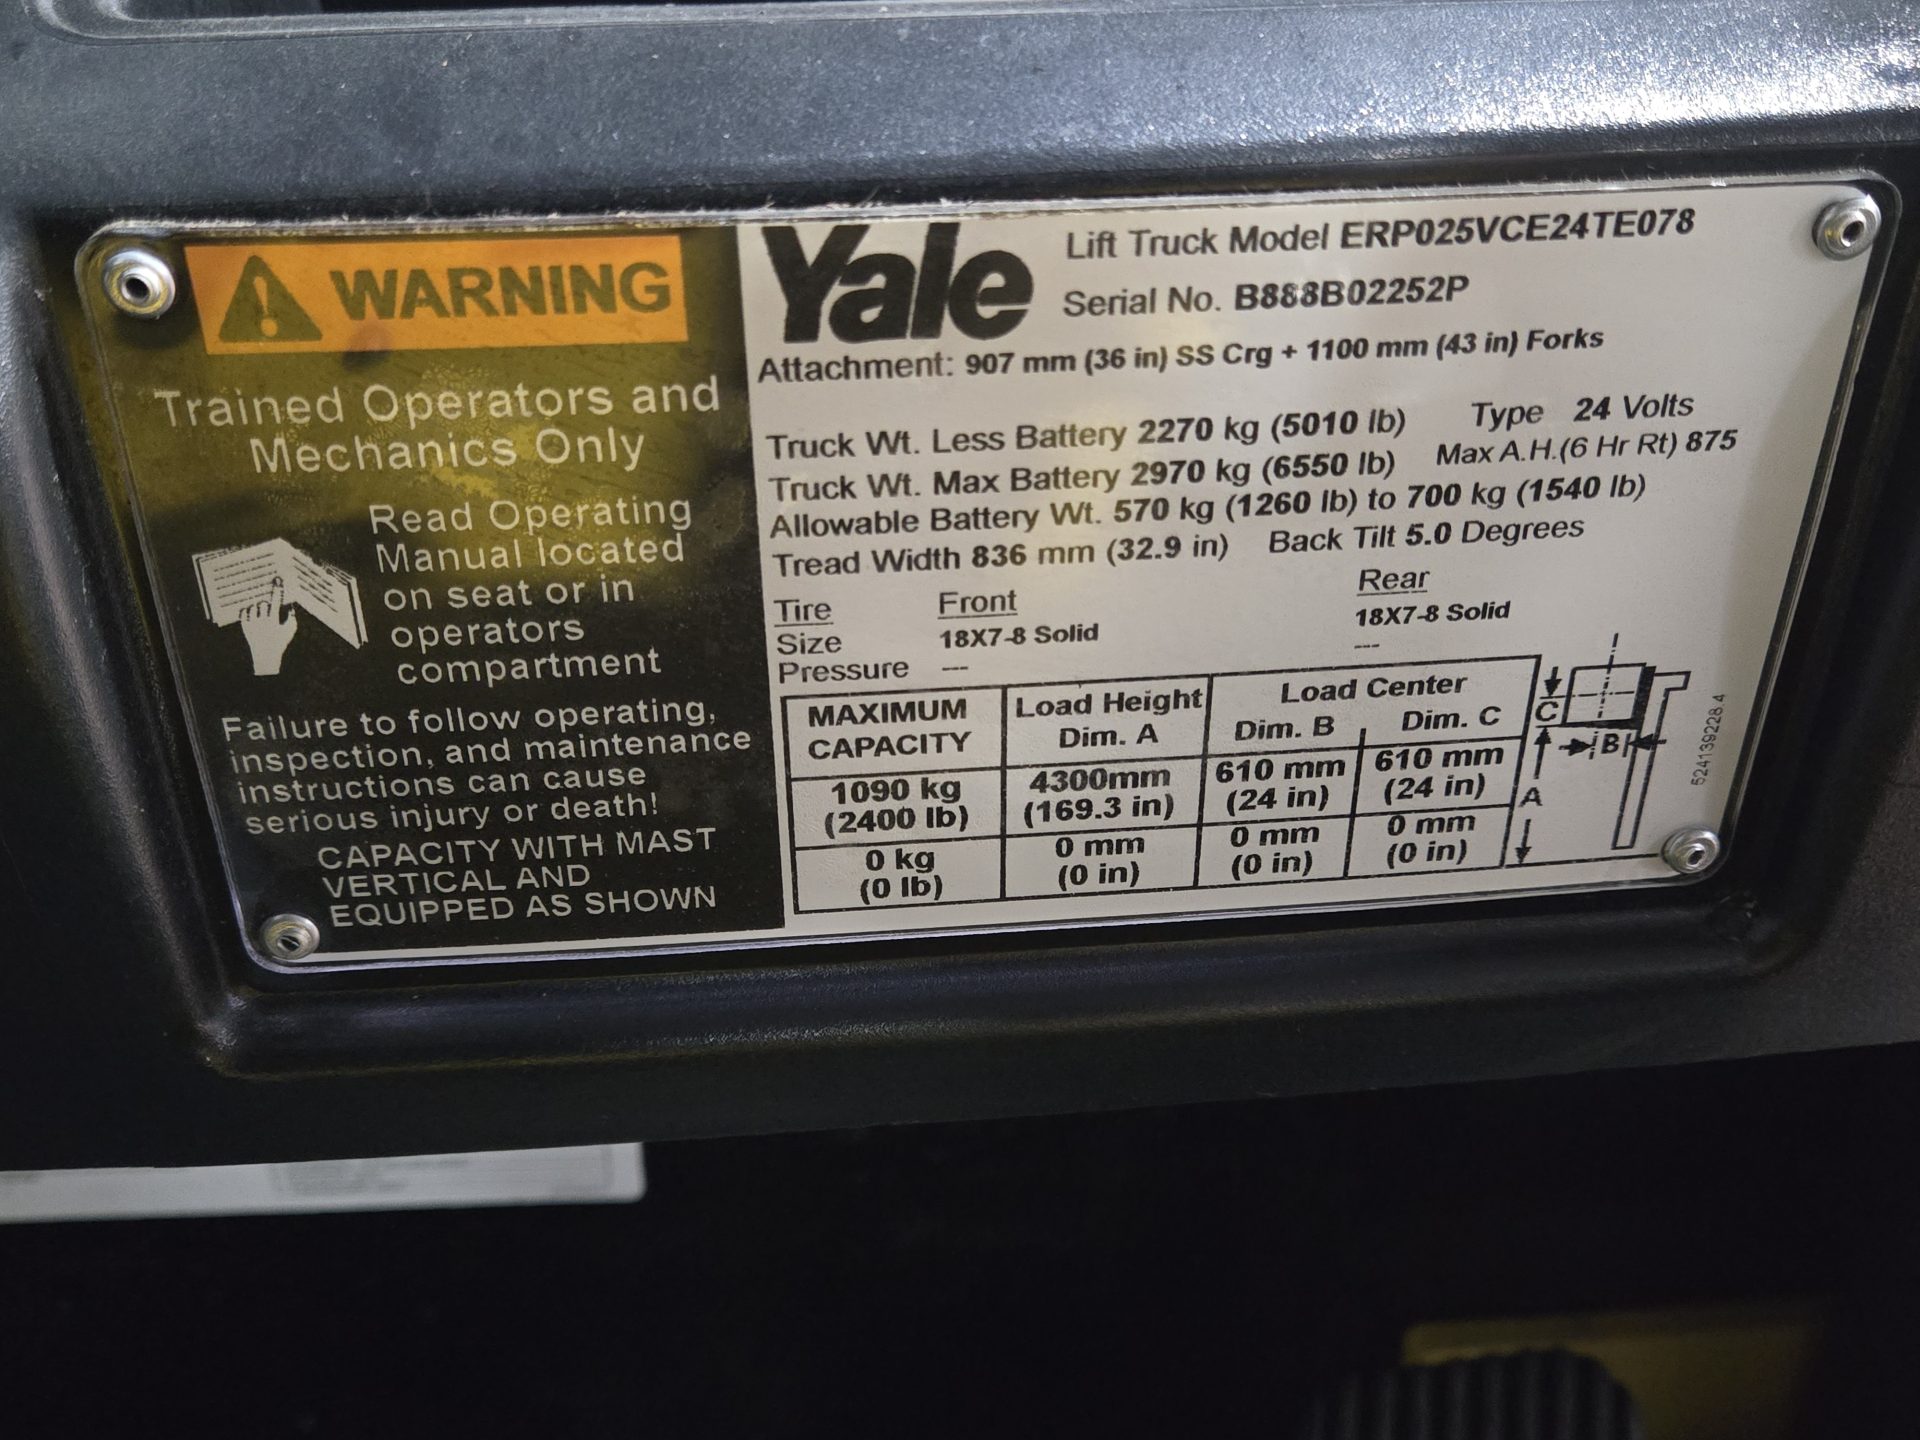 WARNING
Trained Operators and
Mechanics Only
Read Operating
Manual located
on seat or in
operators
compartment
Failure to follow operating,
inspection, and maintenance
instructions can cause
serious injury or death!
CAPACITY WITH MAST
VERTICAL AND
EQUIPPED AS SHOWN
Yale
Lift Truck Model ERP025VCE24TE078
Serial No. B888B02252P
Attachment: 907 mm (36 in) SS Crg + 1100 mm (43 in) Forks
Truck Wt. Less Battery 2270 kg (5010 lb) Type 24 Volts
Truck Wt. Max Battery 2970 kg (6550 lb) Max A.H.(6 Hr Rt) 875
Allowable Battery Wt. 570 kg (1260 lb) to 700 kg (1540 lb)
Tread Width 836 mm (32.9 in) Back Tilt 5.0 Degrees
Tire Front Rear
Size 18X7-8 Solid 18X7-8 Solid
Pressure --- ---
MAXIMUM CAPACITY Load Height Dim. A Load Center Dim. B Dim. C
1090 kg (2400 lb) 4300mm (169.3 in) 610 mm (24 in) 610 mm (24 in)
0 kg (0 lb) 0 mm (0 in) 0 mm (0 in) 0 mm (0 in)
C
B
A
524139228 4